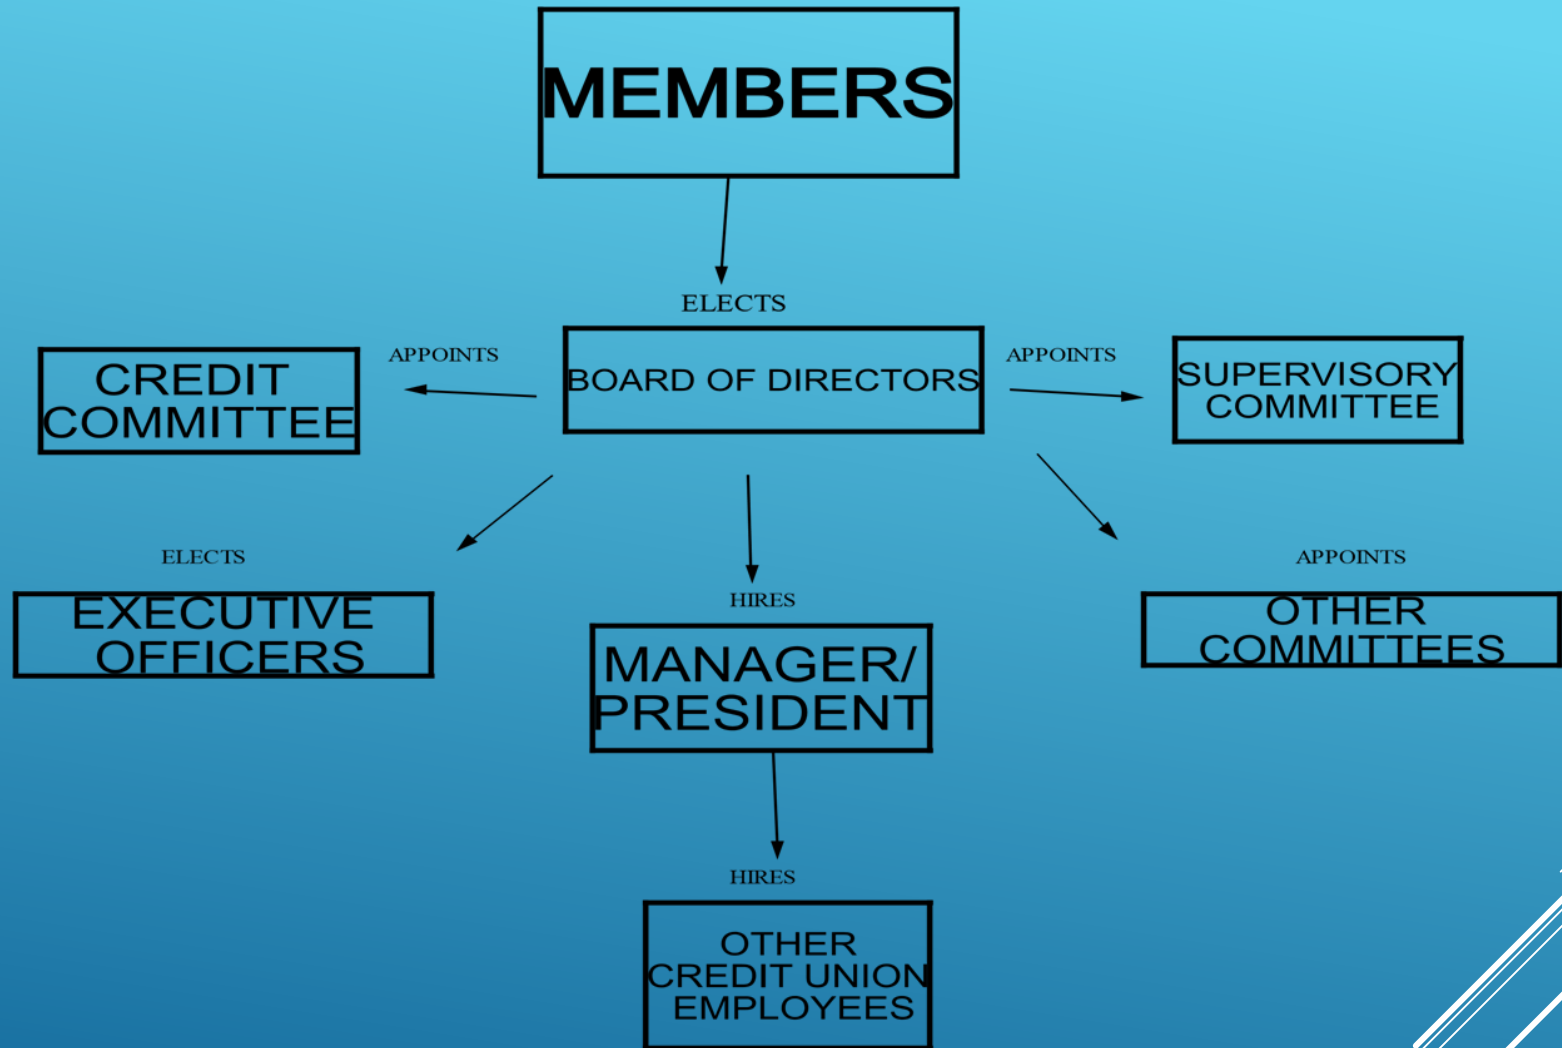 MEMBERS
ELECTS
BOARD OF DIRECTORS
APPOINTS
CREDIT
COMMITTEE
APPOINTS
SUPERVISORY
COMMITTEE
ELECTS
EXECUTIVE
OFFICERS
HIRES
MANAGER/
PRESIDENT
APPOINTS
OTHER
COMMITTEES
HIRES
OTHER
CREDIT UNION
EMPLOYEES